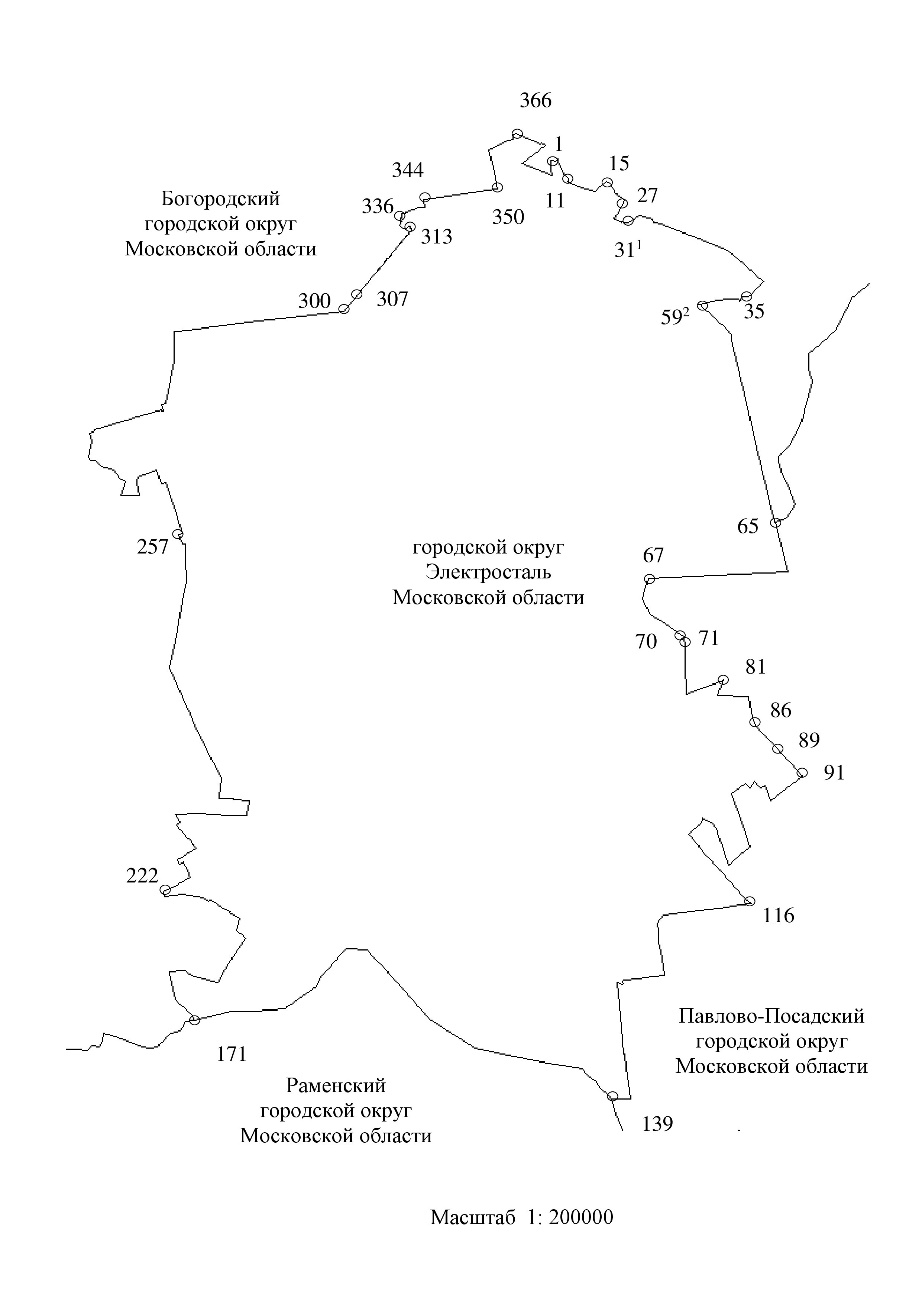 366
1
15
344
11
27
350
Богородский
городской округ
Московской области
336
313
31¹
300
307
59²
35
65
257
городской округ
Электросталь
Московской области
67
70
71
81
86
89
91
222
116
171
Павлово-Посадский
городской округ
Московской области
Раменский
городской округ
Московской области
139
Масштаб 1: 200000